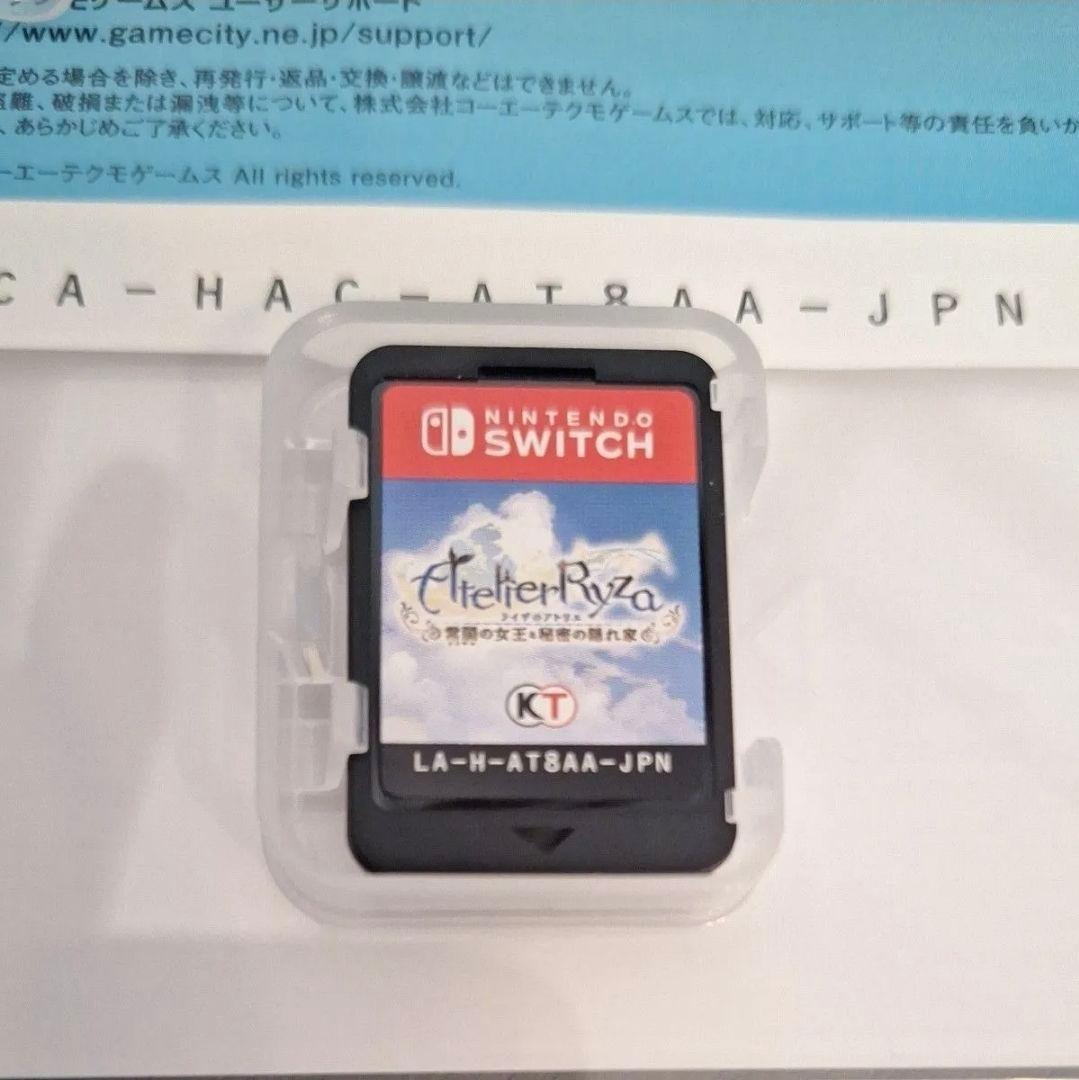 ゲームス ユーザーサポート
//www.gamecity.ne.jp/support/
定める場合を除き、再発行・返品・交換・譲渡などはできません。
盗難、破損または漏洩等について、株式会社コーエーテクモゲームスでは、対応、サポート等の責任を負いか
、あらかじめご了承ください。
ーエーテクモゲームス All rights reserved.
CA-HAC-AT8AA-JPN
NINTENDO
SWITCH
Atelier Ryza
ライザのアトリエ
常闇の女王と秘密の隠れ家
KT
LA-H-AT8AA-JPN